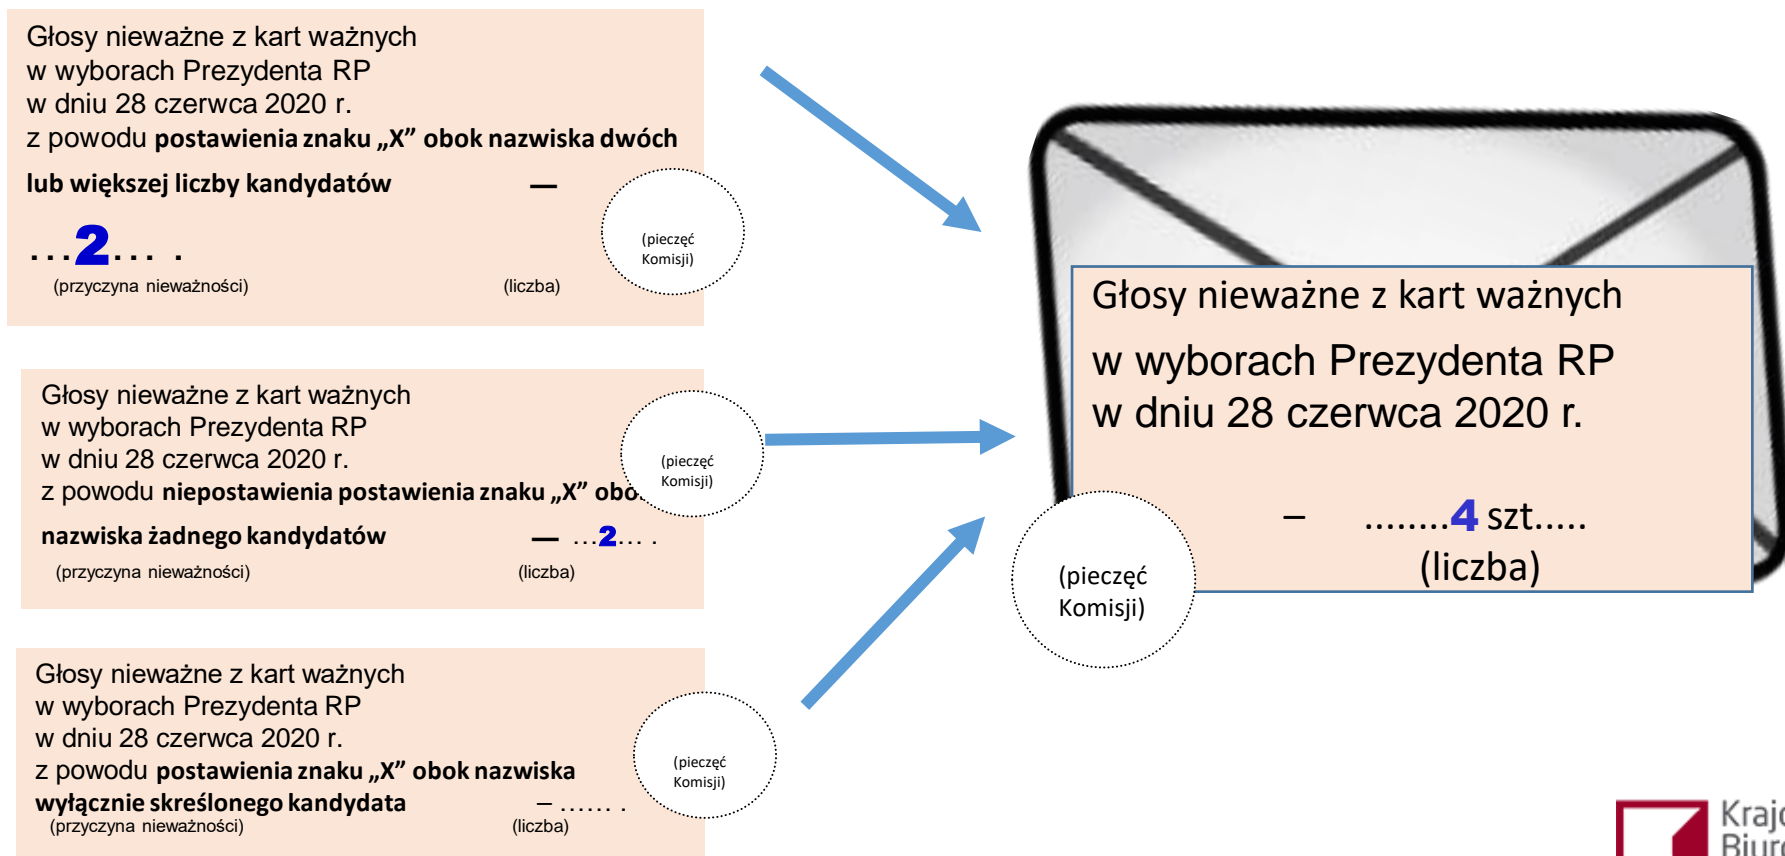 Głosy nieważne z kart ważnych
w wyborach Prezydenta RP
w dniu 28 czerwca 2020 r.
z powodu postawienia znaku „X” obok nazwiska dwóch
lub większej liczby kandydatów —
...2... .
(przyczyna nieważności) (liczba)
(pieczęć
Komisji)
Głosy nieważne z kart ważnych
w wyborach Prezydenta RP
w dniu 28 czerwca 2020 r.
z powodu niepostawienia postawienia znaku „X”
nazwiska żadnego kandydatów — ...2... .
(przyczyna nieważności) (liczba)
(pieczęć
Komisji)
Głosy nieważne z kart ważnych
w wyborach Prezydenta RP
w dniu 28 czerwca 2020 r.
z powodu postawienia znaku „X” obok nazwiska
wyłącznie skreślonego kandydata – ...... .
(przyczyna nieważności) (liczba)
(pieczęć
Komisji)
Głosy nieważne z kart ważnych
w wyborach Prezydenta RP
w dniu 28 czerwca 2020 r.
– ........4 szt.....
(liczba)
(pieczęć
Komisji)